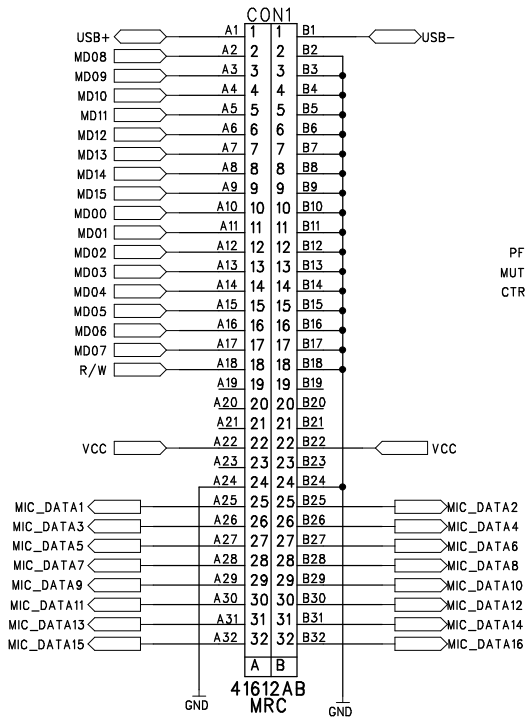 CON1
USB+ A1 1 1 B1 USB-
MD08 A2 2 2 B2
MD09 A3 3 3 B3
MD10 A4 4 4 B4
MD11 A5 5 5 B5
MD12 A6 6 6 B6
MD13 A7 7 7 B7
MD14 A8 8 8 B8
MD15 A9 9 9 B9
MD00 A10 10 10 B10
MD01 A11 11 11 B11
MD02 A12 12 12 B12 PF
MD03 A13 13 13 B13 MUT
MD04 A14 14 14 B14 CTR
MD05 A15 15 15 B15
MD06 A16 16 16 B16
MD07 A17 17 17 B17
R/W A18 18 18 B18
A19 19 19 B19
A20 20 20 B20
A21 21 21 B21
VCC A22 22 22 B22 VCC
A23 23 23 B23
A24 24 24 B24
MIC_DATA1 A25 25 25 B25 MIC_DATA2
MIC_DATA3 A26 26 26 B26 MIC_DATA4
MIC_DATA5 A27 27 27 B27 MIC_DATA6
MIC_DATA7 A28 28 28 B28 MIC_DATA8
MIC_DATA9 A29 29 29 B29 MIC_DATA10
MIC_DATA11 A30 30 30 B30 MIC_DATA12
MIC_DATA13 A31 31 31 B31 MIC_DATA14
MIC_DATA15 A32 32 32 B32 MIC_DATA16
A B
41612AB
MRC
GND GND